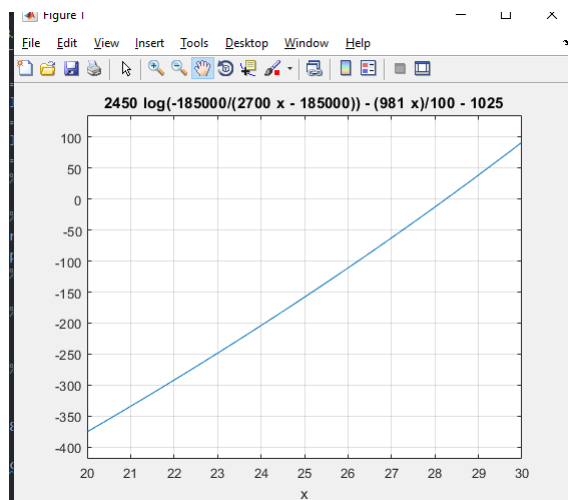 Figure 1
File Edit View Insert Tools Desktop Window Help
2450 log(-185000/(2700 x - 185000)) - (981 x)/100 - 1025
100
50
0
-50
-100
-150
-200
-250
-300
-350
-400
20 21 22 23 24 25 26 27 28 29 30
x